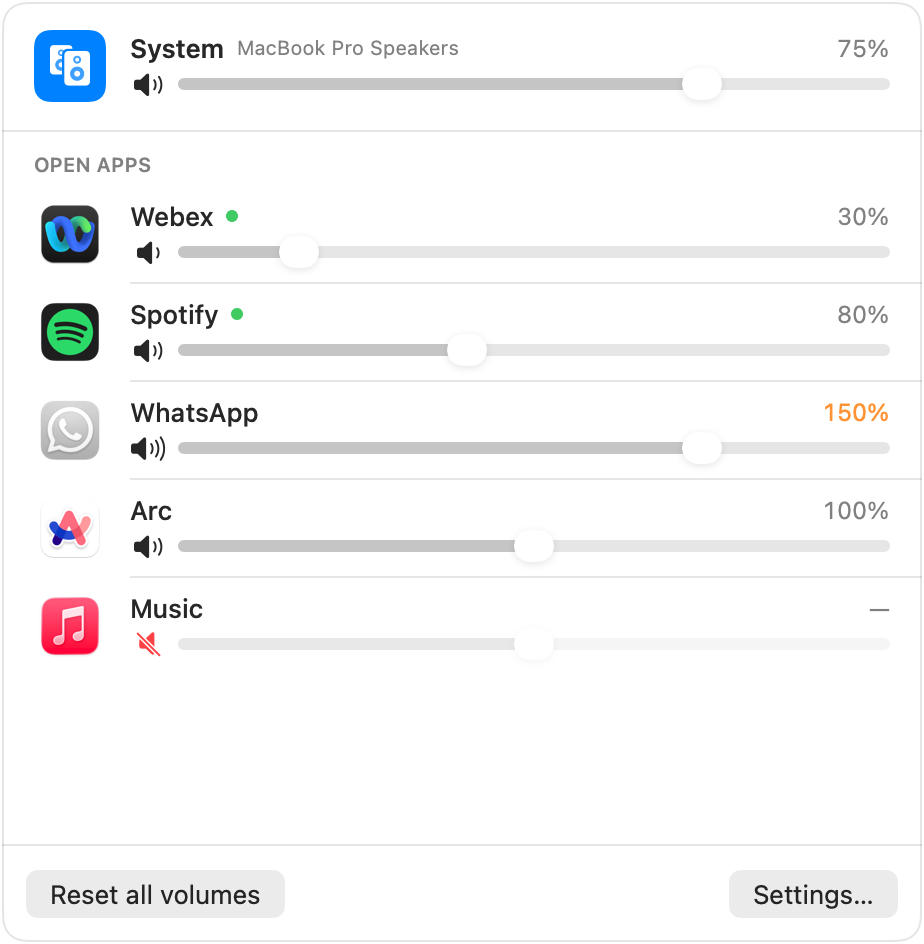 System MacBook Pro Speakers 75%
OPEN APPS
Webex 30%
Spotify 80%
WhatsApp 150%
Arc 100%
Music —
Reset all volumes Settings...